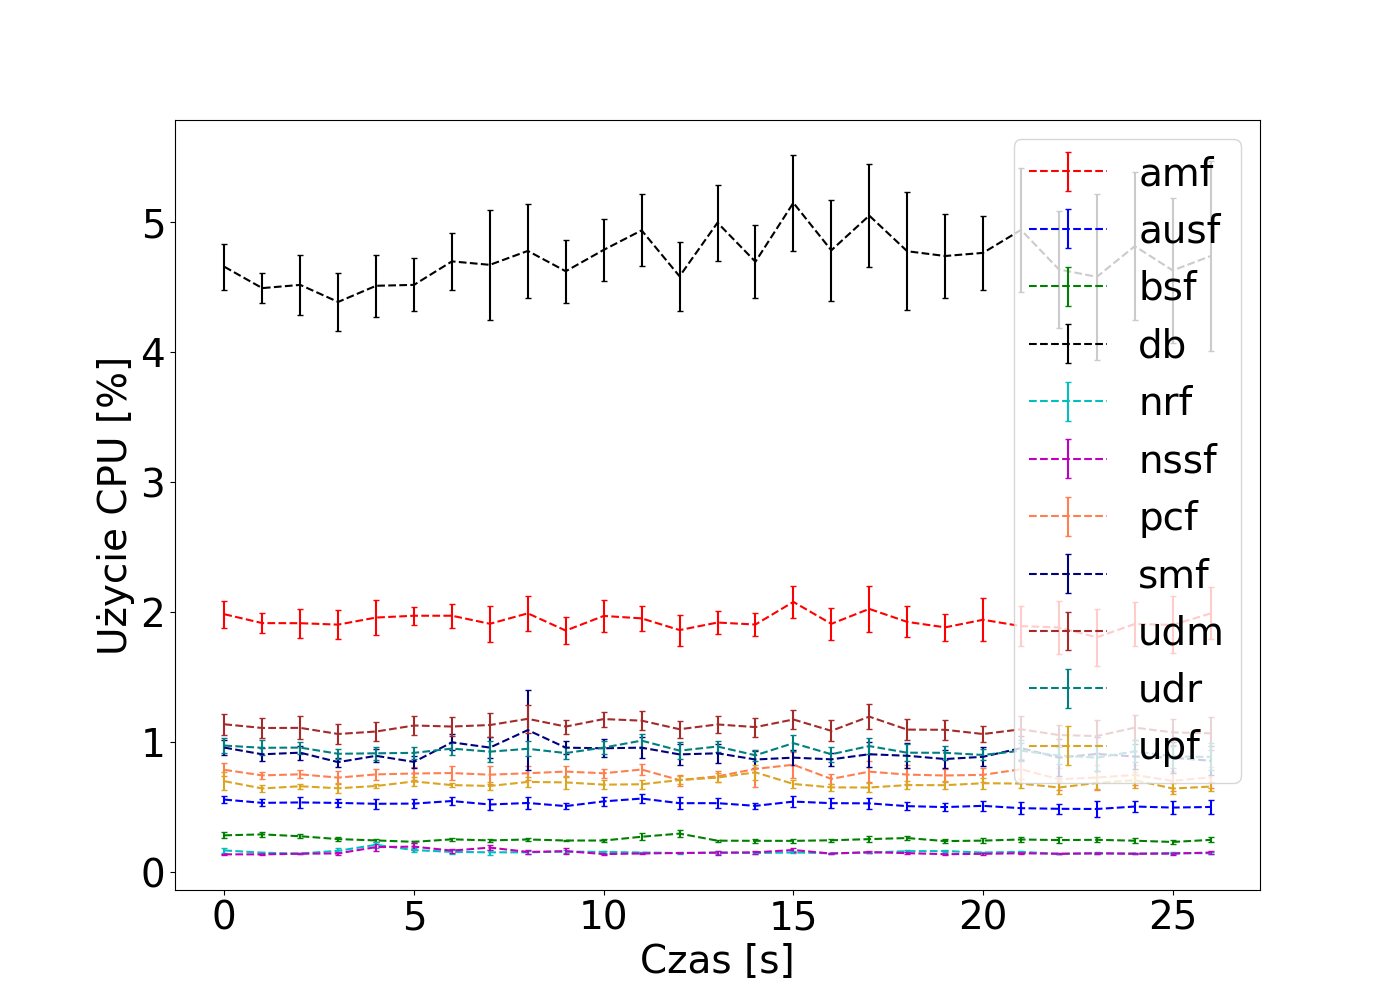 Użycie CPU [%]
5
4
3
2
1
0
0 5 10 15 20 25
Czas [s]
amf
ausf
bsf
db
nrf
nssf
pcf
smf
udm
udr
upf